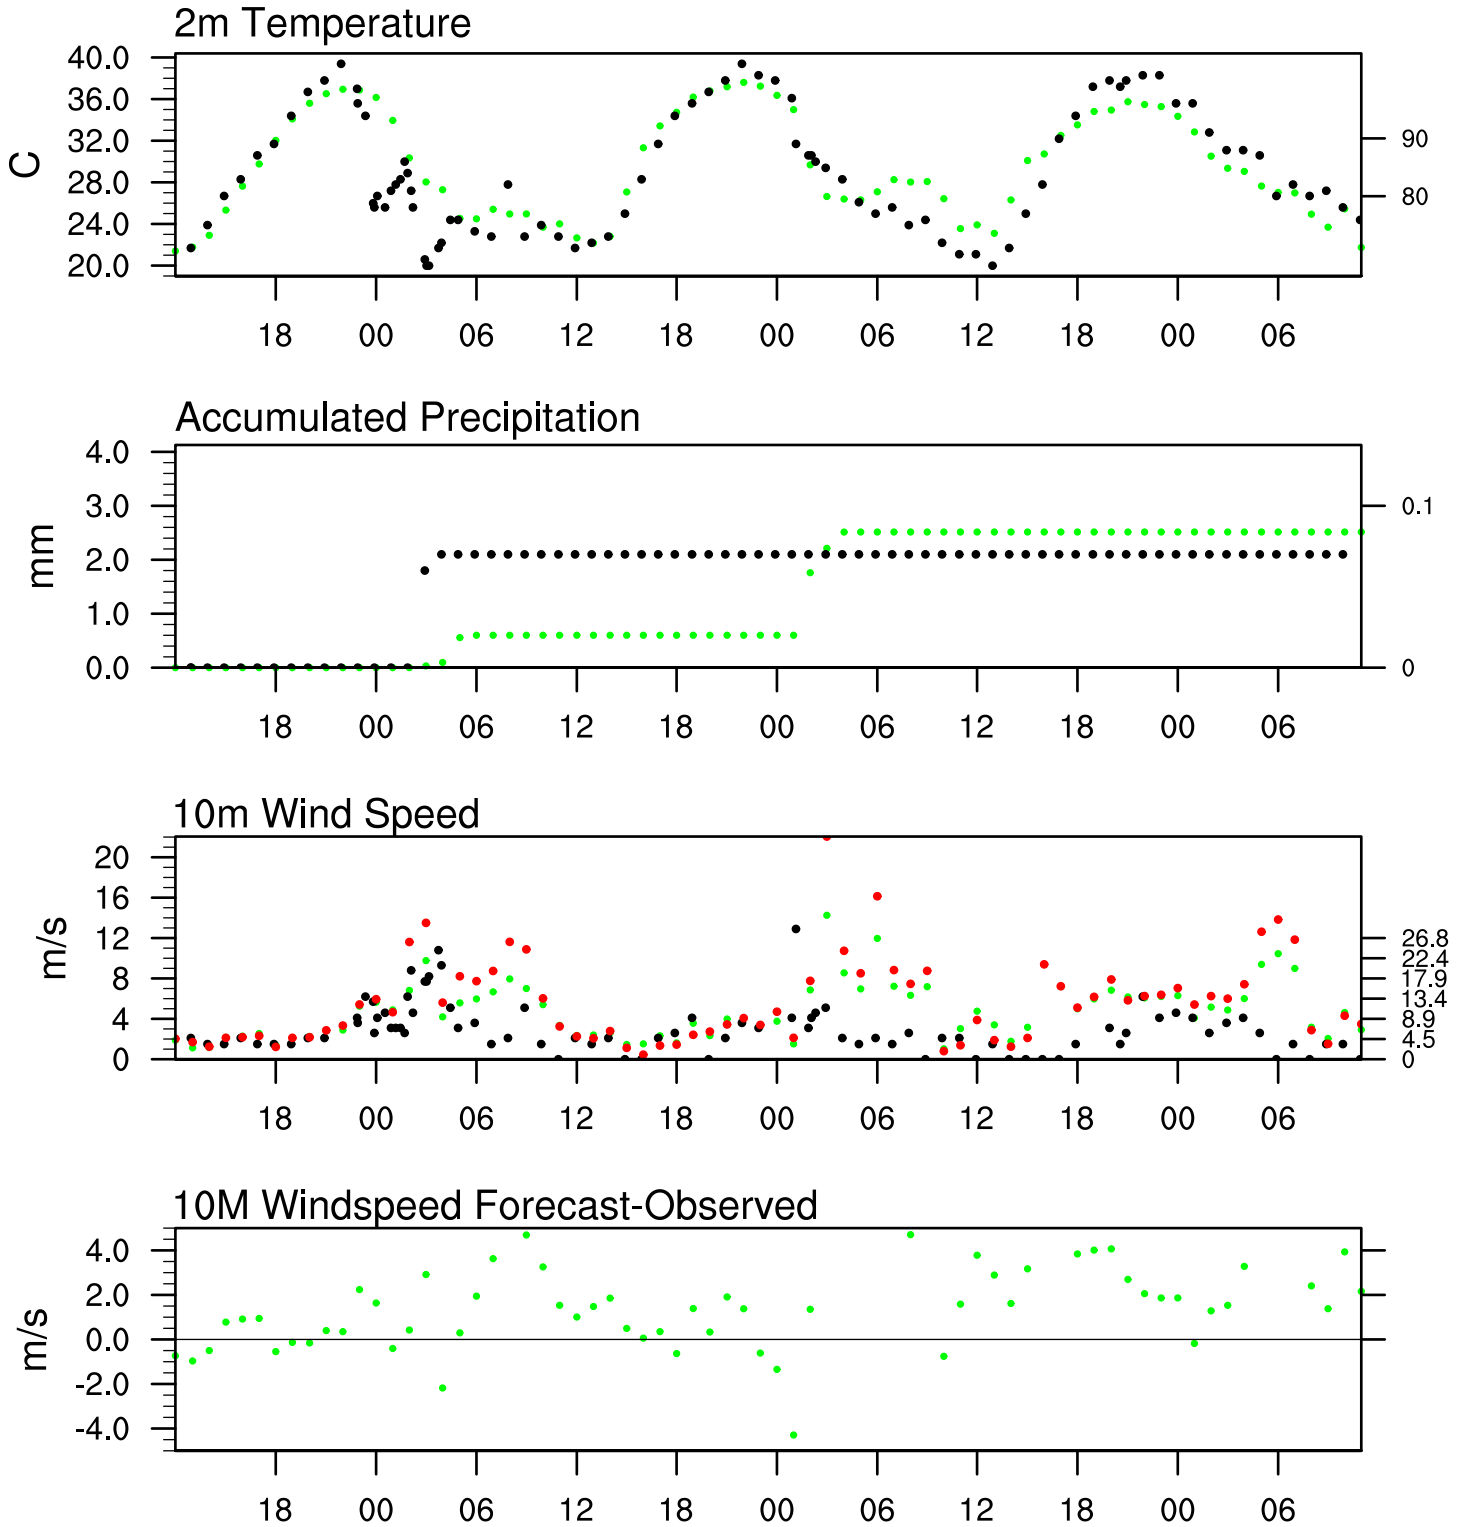 2m Temperature
40.0
36.0
32.0
28.0
24.0
20.0
C
90
80
18 00 06 12 18 00 06 12 18 00 06
Accumulated Precipitation
4.0
3.0
2.0
1.0
0.0
mm
0.1
0
18 00 06 12 18 00 06 12 18 00 06
10m Wind Speed
20
16
12
8
4
0
m/s
26.8
22.4
17.9
13.4
8.9
4.5
0
18 00 06 12 18 00 06 12 18 00 06
10M Windspeed Forecast-Observed
4.0
2.0
0.0
-2.0
-4.0
m/s
18 00 06 12 18 00 06 12 18 00 06